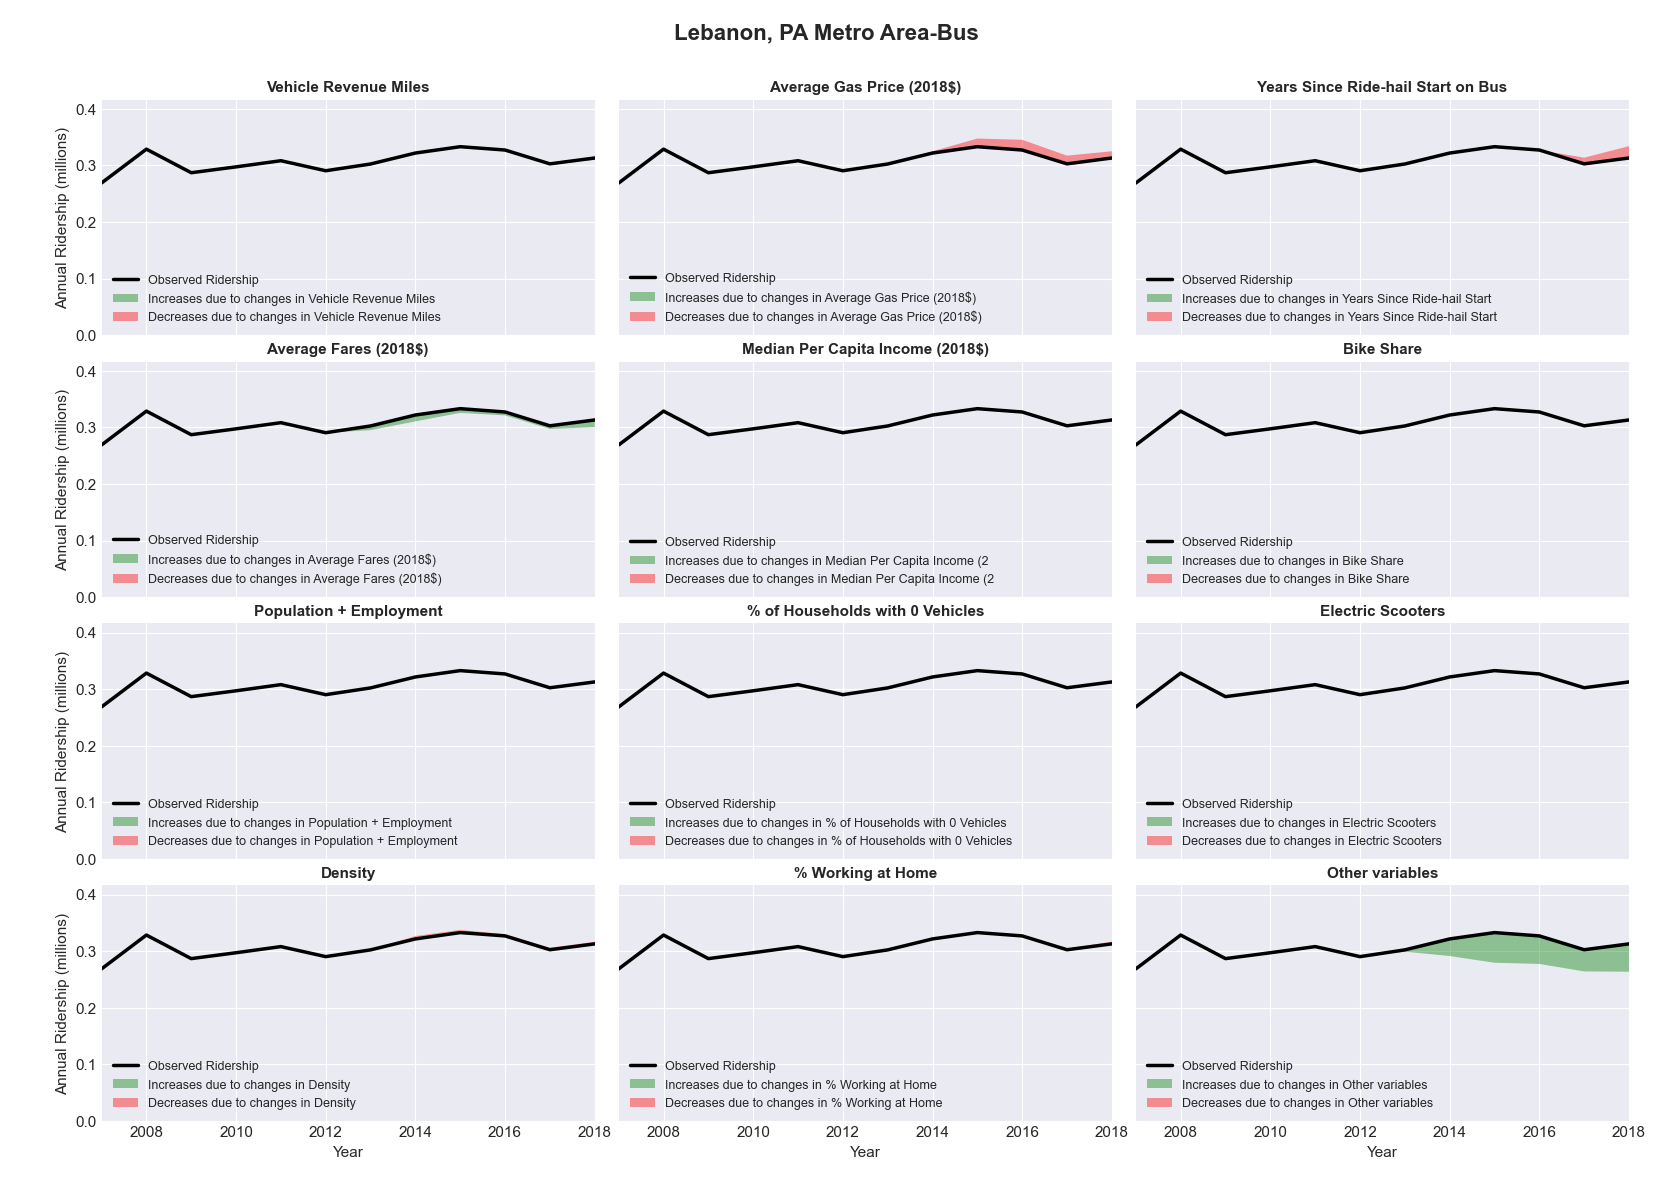 Lebanon, PA Metro Area-Bus
Vehicle Revenue Miles
Average Gas Price (2018$)
Years Since Ride-hail Start on Bus
Annual Ridership (millions)
0.4
0.3
0.2
0.1
0.0
Observed Ridership
Increases due to changes in Vehicle Revenue Miles
Decreases due to changes in Vehicle Revenue Miles
Observed Ridership
Increases due to changes in Average Gas Price (2018$)
Decreases due to changes in Average Gas Price (2018$)
Observed Ridership
Increases due to changes in Years Since Ride-hail Start
Decreases due to changes in Years Since Ride-hail Start
Average Fares (2018$)
Median Per Capita Income (2018$)
Bike Share
Annual Ridership (millions)
0.4
0.3
0.2
0.1
0.0
Observed Ridership
Increases due to changes in Average Fares (2018$)
Decreases due to changes in Average Fares (2018$)
Observed Ridership
Increases due to changes in Median Per Capita Income (2
Decreases due to changes in Median Per Capita Income (2
Observed Ridership
Increases due to changes in Bike Share
Decreases due to changes in Bike Share
Population + Employment
% of Households with 0 Vehicles
Electric Scooters
Annual Ridership (millions)
0.4
0.3
0.2
0.1
0.0
Observed Ridership
Increases due to changes in Population + Employment
Decreases due to changes in Population + Employment
Observed Ridership
Increases due to changes in % of Households with 0 Vehicles
Decreases due to changes in % of Households with 0 Vehicles
Observed Ridership
Increases due to changes in Electric Scooters
Decreases due to changes in Electric Scooters
Density
% Working at Home
Other variables
Annual Ridership (millions)
0.4
0.3
0.2
0.1
0.0
Observed Ridership
Increases due to changes in Density
Decreases due to changes in Density
Observed Ridership
Increases due to changes in % Working at Home
Decreases due to changes in % Working at Home
Observed Ridership
Increases due to changes in Other variables
Decreases due to changes in Other variables
2008 2010 2012 2014 2016 2018
2008 2010 2012 2014 2016 2018
2008 2010 2012 2014 2016 2018
Year
Year
Year